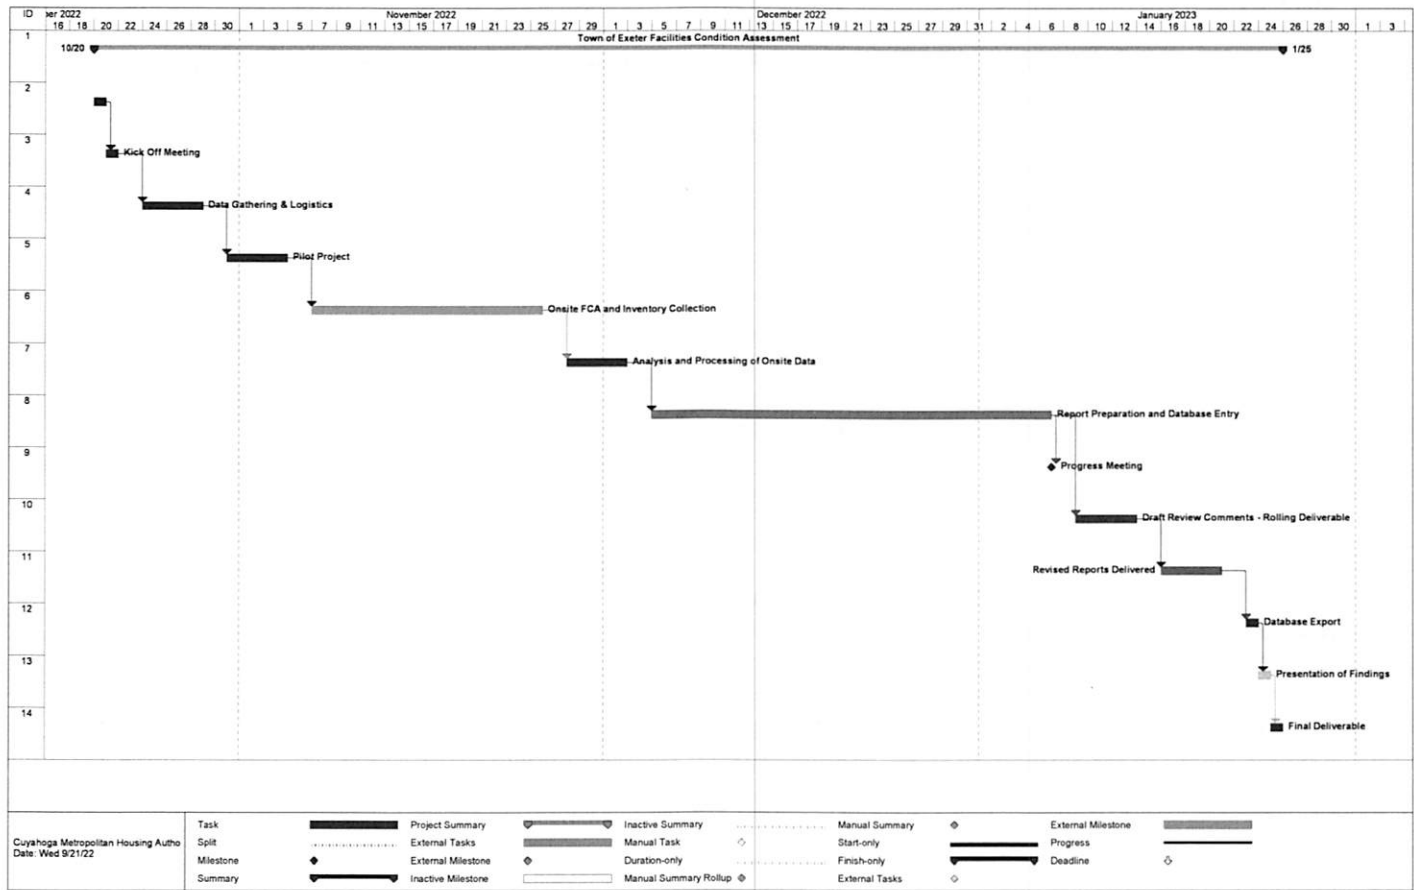 ID ber 2022 November 2022 December 2022 January 2023
16 18 20 22 24 26 28 30 1 3 5 7 9 11 13 15 17 19 21 23 25 27 29 1 3 5 7 9 11 13 15 17 19 21 23 25 27 29 31 2 4 6 8 10 12 14 16 18 20 22 24 26 28 30 1 3
1 Town of Exeter Facilities Condition Assessment
10/20 1/25
2
3
Kick Off Meeting
4
Data Gathering & Logistics
5
Pilot Project
6
Onsite FCA and Inventory Collection
7
Analysis and Processing of Onsite Data
8
Report Preparation and Database Entry
9
Progress Meeting
10
Draft Review Comments - Rolling Deliverable
11
Revised Reports Delivered
12
Database Export
13
Presentation of Findings
14
Final Deliverable
Cuyahoga Metropolitan Housing Autho
Date: Wed 9/21/22
Task Project Summary Inactive Summary Manual Summary External Milestone
Split External Tasks Manual Task Start-only Progress
Milestone External Milestone Duration-only Finish-only Deadline
Summary Inactive Milestone Manual Summary Rollup External Tasks